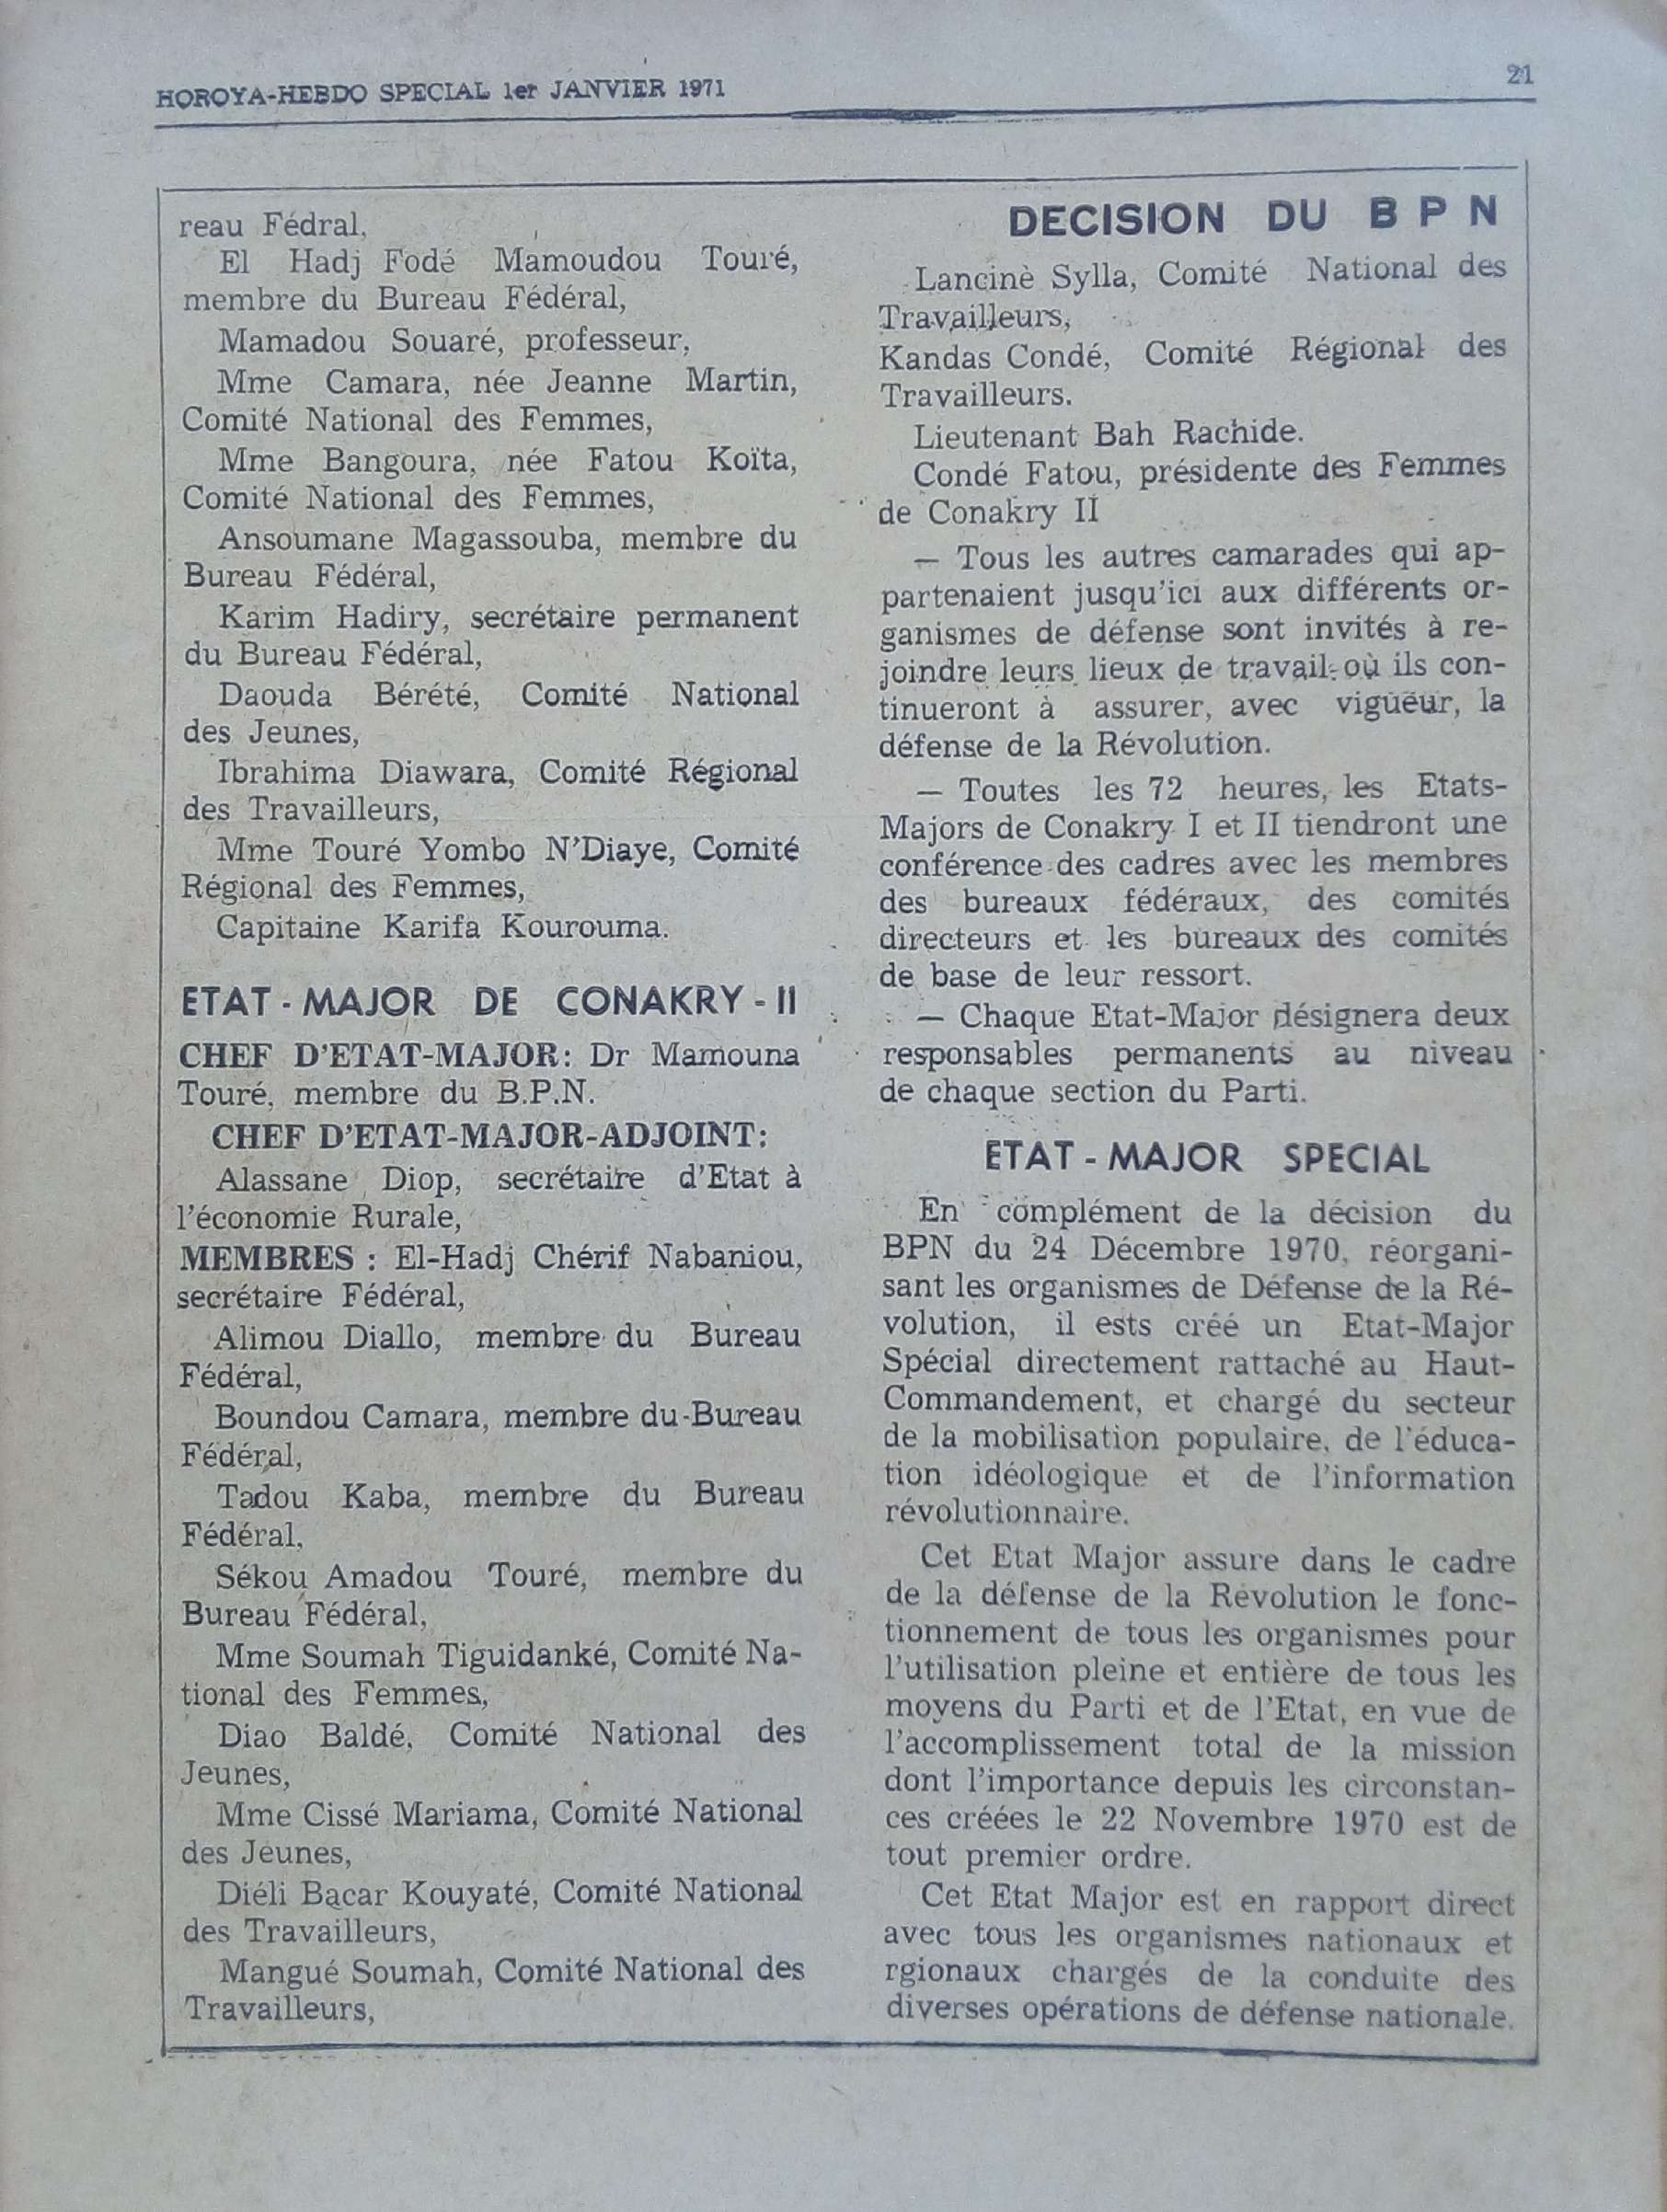 HOROYA-HEBDO SPECIAL 1er JANVIER 1971
21
reau Fédral,
El Hadj Fodé Mamoudou Touré,
membre du Bureau Fédéral,
Mamadou Souaré, professeur,
Mme Camara, née Jeanne Martin,
Comité National des Femmes,
Mme Bangoura, née Fatou Koïta,
Comité National des Femmes,
Ansoumane Magassouba, membre du
Bureau Fédéral,
Karim Hadiry, secrétaire permanent
du Bureau Fédéral,
Daouda Bérété, Comité National
des Jeunes,
Ibrahima Diawara, Comité Régional
des Travailleurs,
Mme Touré Yombo N'Diaye, Comité
Régional des Femmes,
Capitaine Karifa Kourouma.
ETAT - MAJOR DE CONAKRY - II
CHEF D'ETAT-MAJOR: Dr Mamouna
Touré, membre du B.P.N.
CHEF D'ETAT-MAJOR-ADJOINT:
Alassane Diop, secrétaire d'Etat à
l'économie Rurale,
MEMBRES : El-Hadj Chérif Nabaniou,
secrétaire Fédéral,
Alimou Diallo, membre du Bureau
Fédéral,
Boundou Camara, membre du Bureau
Fédéral,
Tadou Kaba, membre du Bureau
Fédéral,
Sékou Amadou Touré, membre du
Bureau Fédéral,
Mme Soumah Tiguidanké, Comité Na-
tional des Femmes,
Diao Baldé, Comité National des
Jeunes,
Mme Cissé Mariama, Comité National
des Jeunes,
Diéli Bacar Kouyaté, Comité National
des Travailleurs,
Mangué Soumah, Comité National des
Travailleurs,
DECISION DU B P N
Lancinè Sylla, Comité National des
Travailleurs,
Kandas Condé, Comité Régional des
Travailleurs.
Lieutenant Bah Rachide.
Condé Fatou, présidente des Femmes
de Conakry II
— Tous les autres camarades qui ap-
partenaient jusqu'ici aux différents or-
ganismes de défense sont invités à re-
joindre leurs lieux de travail où ils con-
tinueront à assurer, avec vigueur, la
défense de la Révolution.
— Toutes les 72 heures, les Etats-
Majors de Conakry I et II tiendront une
conférence des cadres avec les membres
des bureaux fédéraux, des comités
directeurs et les bureaux des comités
de base de leur ressort.
— Chaque Etat-Major désignera deux
responsables permanents au niveau
de chaque section du Parti.
ETAT - MAJOR SPECIAL
En complément de la décision du
BPN du 24 Décembre 1970, réorgani-
sant les organismes de Défense de la Ré-
volution, il ests créé un Etat-Major
Spécial directement rattaché au Haut-
Commandement, et chargé du secteur
de la mobilisation populaire, de l'éduca-
tion idéologique et de l'information
révolutionnaire.
Cet Etat Major assure dans le cadre
de la défense de la Révolution le fonc-
tionnement de tous les organismes pour
l'utilisation pleine et entière de tous les
moyens du Parti et de l'Etat, en vue de
l'accomplissement total de la mission
dont l'importance depuis les circonstan-
ces créées le 22 Novembre 1970 est de
tout premier ordre.
Cet Etat Major est en rapport direct
avec tous les organismes nationaux et
rgionaux chargés de la conduite des
diverses opérations de défense nationale.